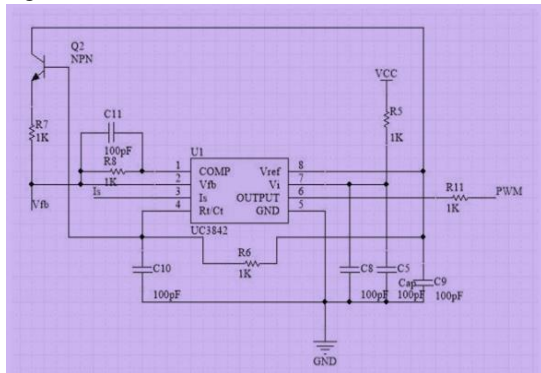 Q2
NPN
VCC
C11
R7
1K
100pF
R5
1K
U1
R8
1K
1 COMP Vref 8
2 Vfb Vi 7
3 Is OUTPUT 6
4 Rt/Ct GND 5
UC3842
Is
Vfb
R11
1K
PWM
R6
1K
C10
100pF
C8
100pF
C5
Cap
100pF
C9
100pF
GND